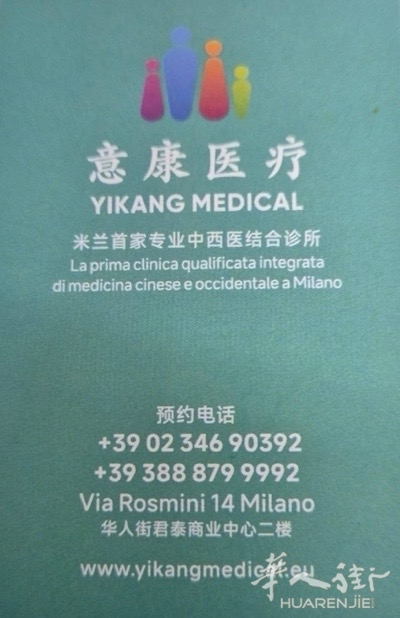 意康医疗
YIKANG MEDICAL
米兰首家专业中西医结合诊所
La prima clinica qualificata integrata
di medicina cinese e occidentale a Milano
预约电话
+39 02 346 90392
+39 388 879 9992
Via Rosmini 14 Milano
华人街君泰商业中心二楼
www.yikangmedical.eu
華人街
HUARENJIE